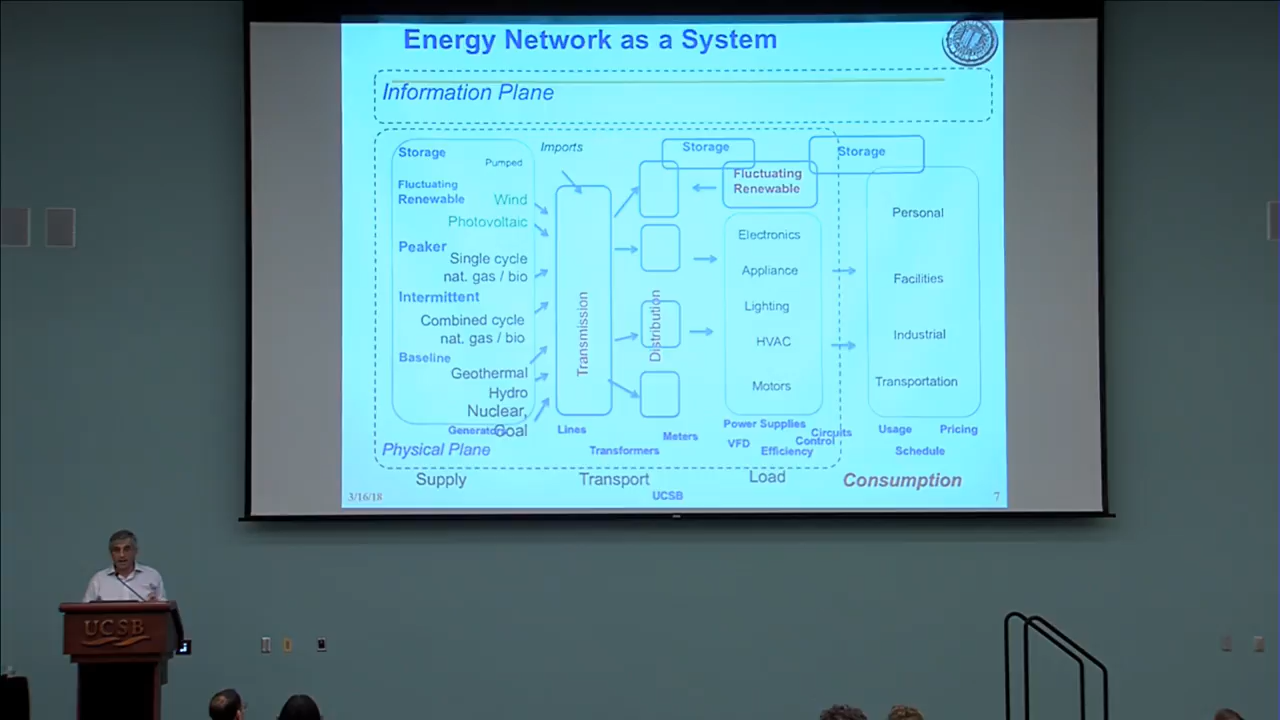 Energy Network as a System
Information Plane
Storage
Pumped
Fluctuating
Renewable
Wind
Photovoltaic
Peaker
Single cycle
nat. gas / bio
Intermittent
Combined cycle
nat. gas / bio
Baseline
Geothermal
Hydro
Nuclear,
Coal
Generators
Physical Plane
Supply
Imports
Transmission
Lines
Transformers
Distribution
Meters
Transport
Storage
Fluctuating
Renewable
Electronics
Appliance
Lighting
HVAC
Motors
Power Supplies
VFD
Efficiency
Control
Circuits
Load
Storage
Personal
Facilities
Industrial
Transportation
Usage
Pricing
Schedule
Consumption
3/16/18
UCSB
7
UCSB